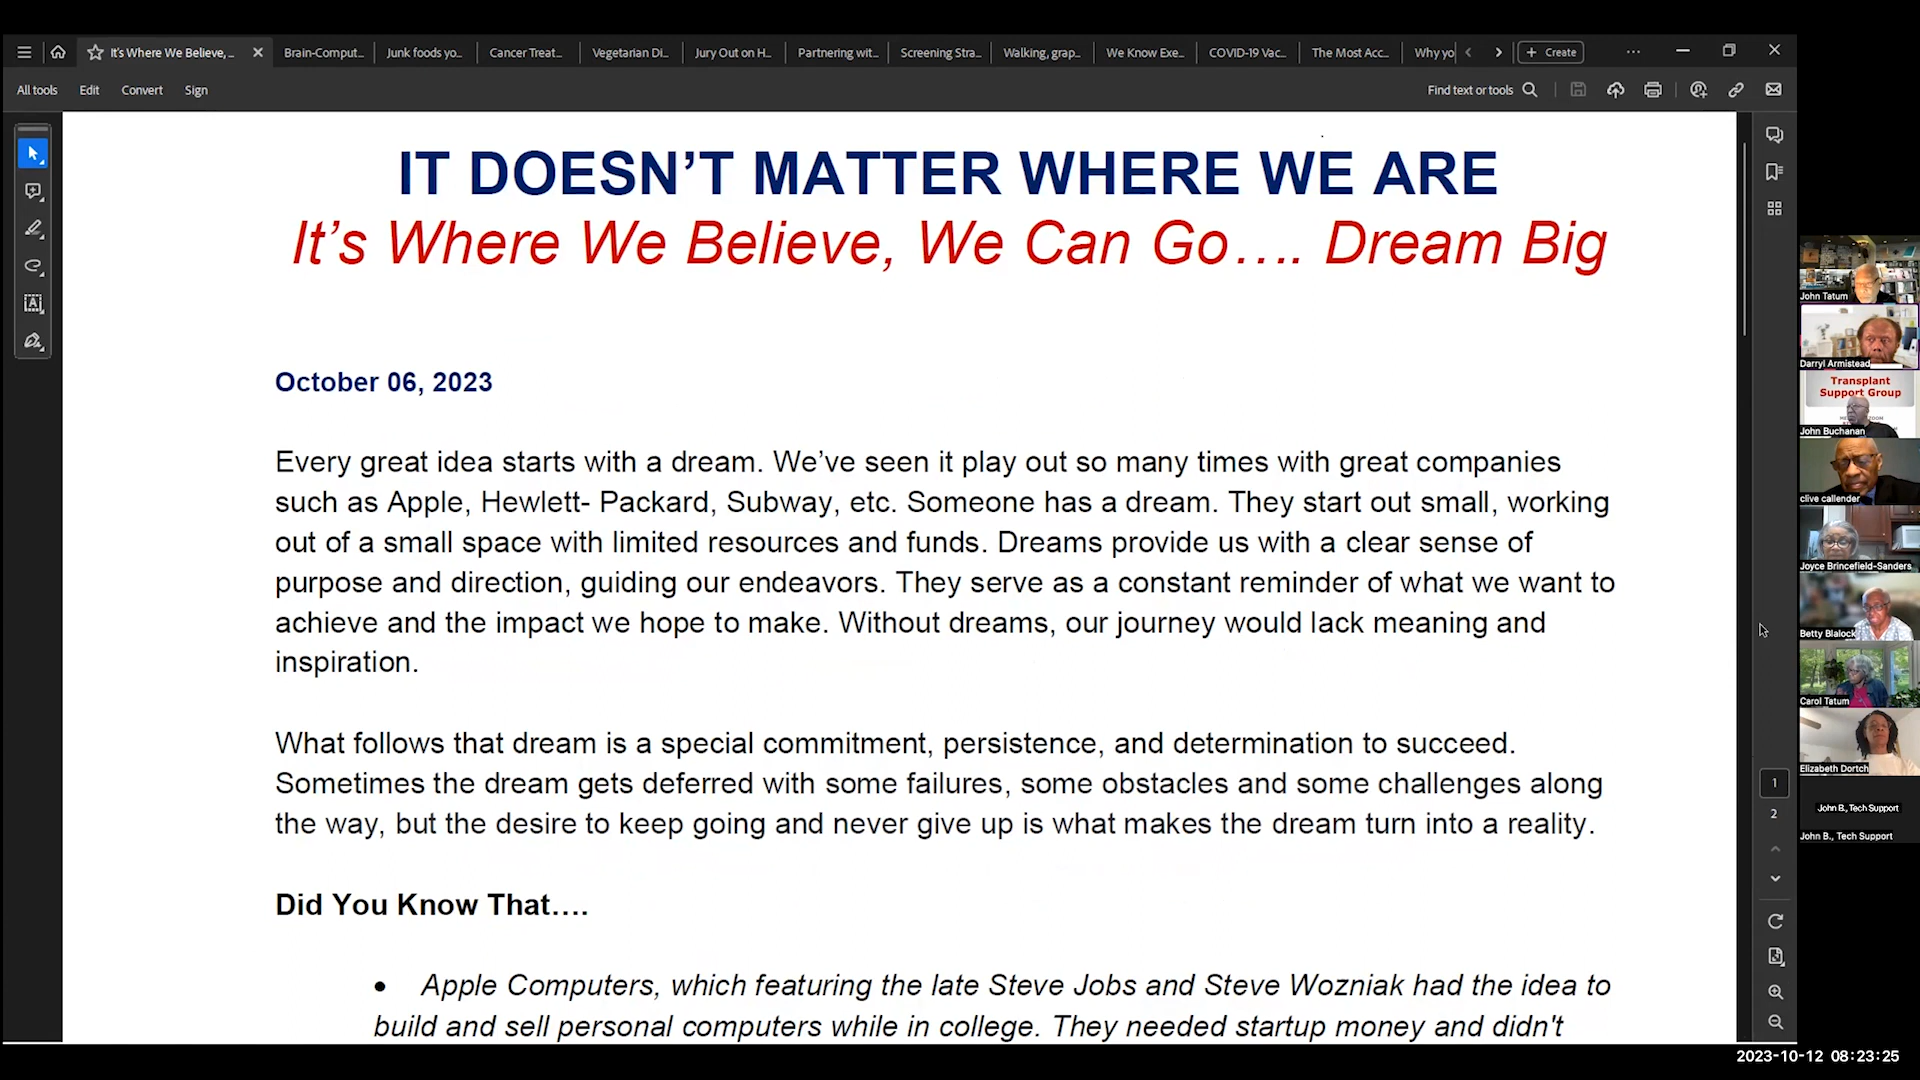 It's Where We Believe, ...
Brain-Comput...
Junk foods yo...
Cancer Treat...
Vegetarian Di...
Jury Out on H...
Partnering wit...
Screening Stra...
Walking, grap...
We Know Exe...
COVID-19 Vac...
The Most Acc...
Why yo
+ Create
All tools
Edit
Convert
Sign
Find text or tools
IT DOESN’T MATTER WHERE WE ARE
It’s Where We Believe, We Can Go…. Dream Big
October 06, 2023
Every great idea starts with a dream. We’ve seen it play out so many times with great companies
such as Apple, Hewlett- Packard, Subway, etc. Someone has a dream. They start out small, working
out of a small space with limited resources and funds. Dreams provide us with a clear sense of
purpose and direction, guiding our endeavors. They serve as a constant reminder of what we want to
achieve and the impact we hope to make. Without dreams, our journey would lack meaning and
inspiration.
What follows that dream is a special commitment, persistence, and determination to succeed.
Sometimes the dream gets deferred with some failures, some obstacles and some challenges along
the way, but the desire to keep going and never give up is what makes the dream turn into a reality.
Did You Know That….
• Apple Computers, which featuring the late Steve Jobs and Steve Wozniak had the idea to
build and sell personal computers while in college. They needed startup money and didn't
1
2
John Tatum
Darryl Armistead
Transplant
Support Group
John Buchanan
clive callender
Joyce Brincefield-Sanders
Betty Blalock
Carol Tatum
Elizabeth Dortch
John B., Tech Support
John B., Tech Support
2023-10-12 08:23:25